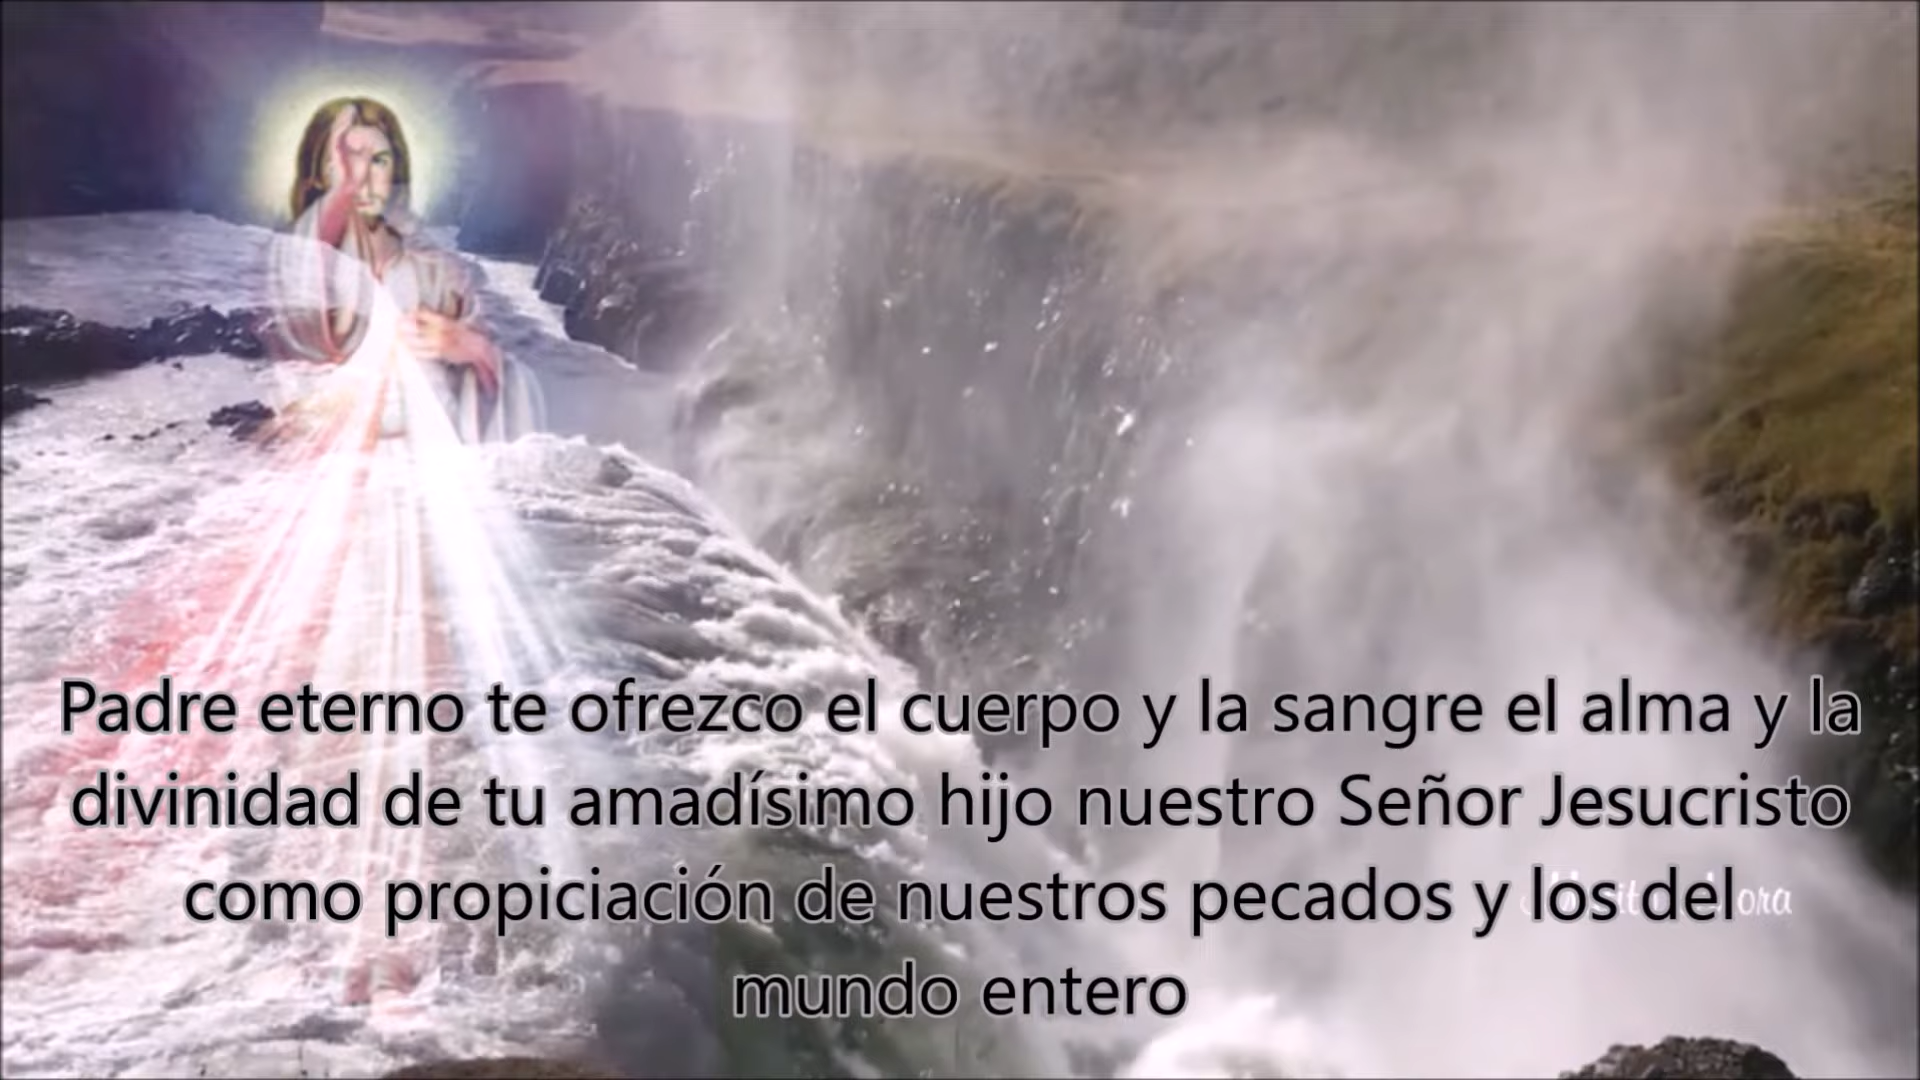 Padre eterno te ofrezco el cuerpo y la sangre el alma y la
divinidad de tu amadísimo hijo nuestro Señor Jesucristo
como propiciación de nuestros pecados y los del
mundo entero